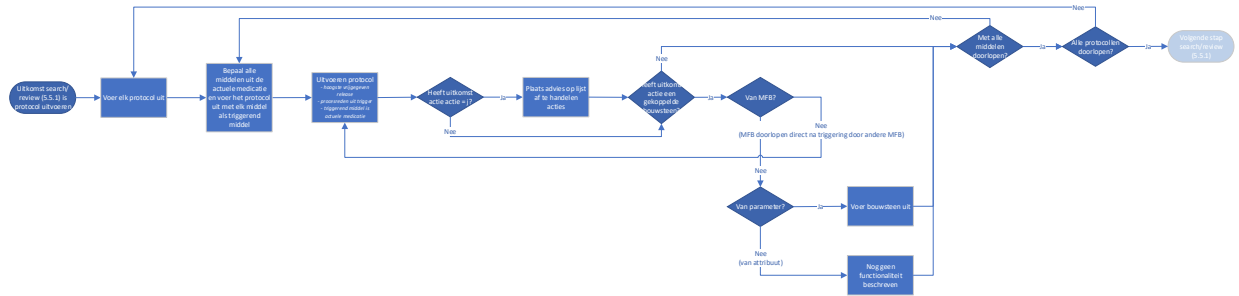 Nee
Nee
Uitkomst search/
review (5.5.1) is
protocol uitvoeren
Voer elk protocol uit
Bepaal alle
middelen uit de
actuele medicatie
en voer het protocol
uit met elk middel
als triggerend
middel
Uitvoeren protocol
- hoogste vrijgegeven
release
- triggerend middel is
actuele medicatie
Heeft uitkomst
actie actie = j?
Ja
Nee
Plaats advies op lijst
af te handelen
acties
Nee
Heeft uitkomst
actie een
gekoppelde
bouwsteen?
Ja
Van MFB?
Nee
(MFB doorlopen direct na triggering door andere MFB)
Nee
Van parameter?
Ja
Voer bouwsteen uit
Nee
(van attribuut)
Nog geen
functionaliteit
beschreven
Met alle
middelen
doorlopen?
Ja
Alle protocollen
doorlopen?
Ja
Volgende stap
search/review
(5.5.1)